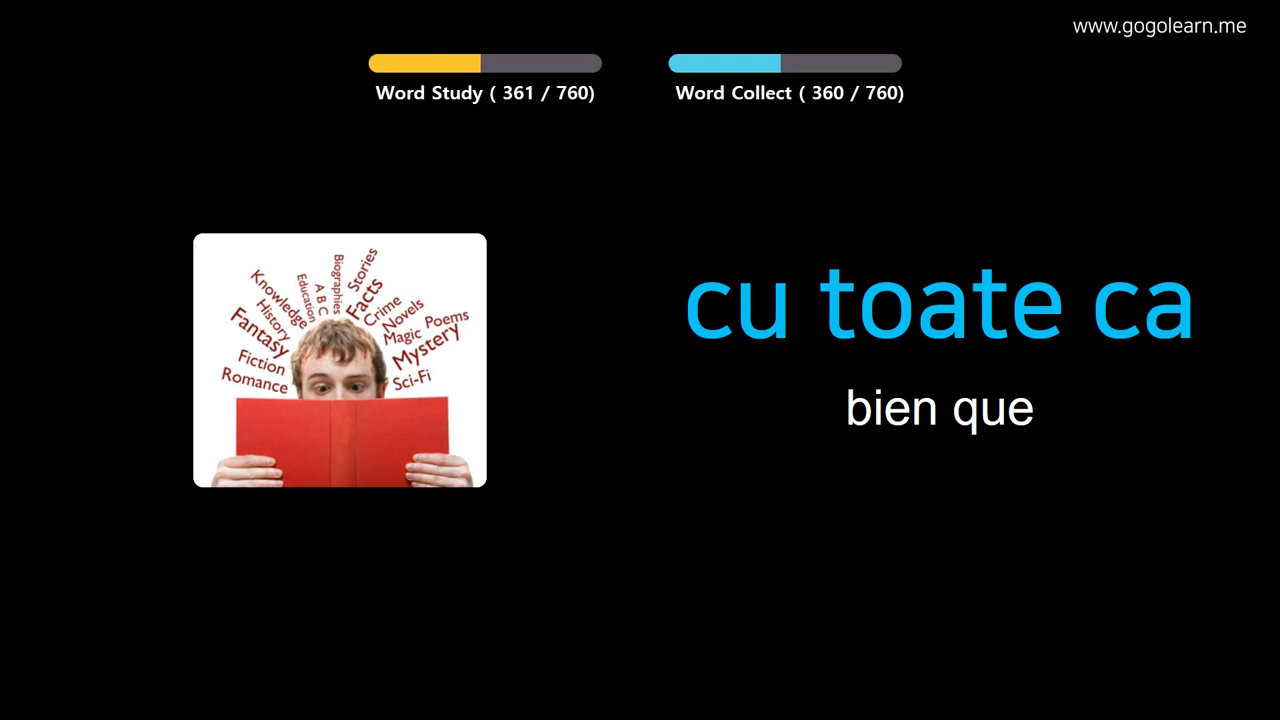 www.gogolearn.me
Word Study ( 361 / 760)
Word Collect ( 360 / 760)
cu toate ca
bien que
Knowledge
History
Fantasy
Fiction
Romance
Education
A B C
Biographies
Stories
Facts
Crime
Novels
Magic
Poems
Mystery
Sci-Fi